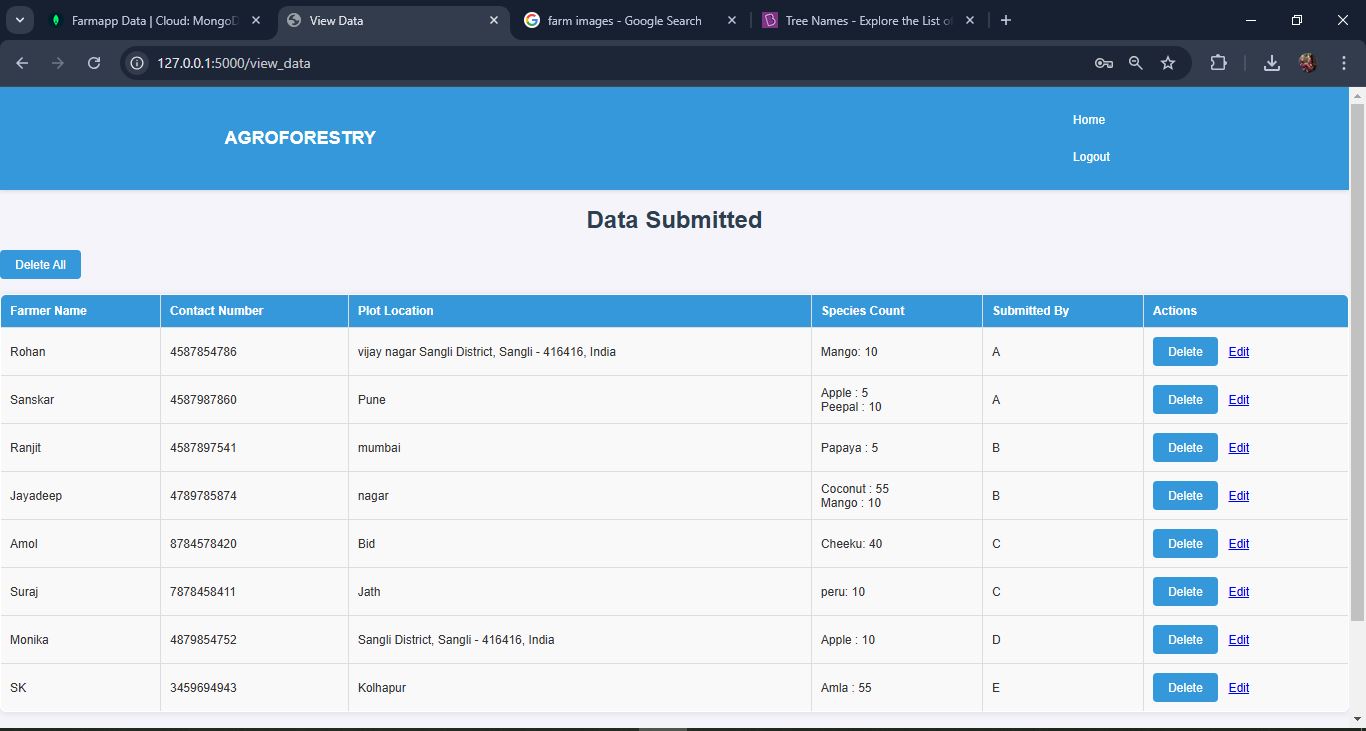 Farmapp Data | Cloud: MongoD
View Data
farm images - Google Search
Tree Names - Explore the List o
127.0.0.1:5000/view_data
AGROFORESTRY
Home
Logout
Data Submitted
Delete All
Farmer Name Contact Number Plot Location Species Count Submitted By Actions
Rohan 4587854786 vijay nagar Sangli District, Sangli - 416416, India Mango: 10 A Delete Edit
Sanskar 4587987860 Pune Apple : 5
Peepal : 10 A Delete Edit
Ranjit 4587897541 mumbai Papaya : 5 B Delete Edit
Jayadeep 4789785874 nagar Coconut : 55
Mango : 10 B Delete Edit
Amol 8784578420 Bid Cheeku: 40 C Delete Edit
Suraj 7878458411 Jath peru: 10 C Delete Edit
Monika 4879854752 Sangli District, Sangli - 416416, India Apple : 10 D Delete Edit
SK 3459694943 Kolhapur Amla : 55 E Delete Edit